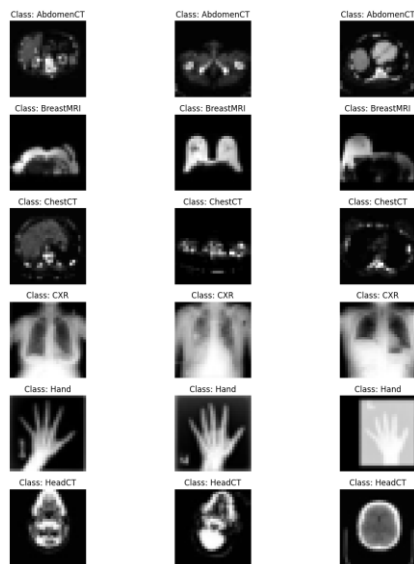 Class: AbdomenCT Class: AbdomenCT Class: AbdomenCT
Class: BreastMRI Class: BreastMRI Class: BreastMRI
Class: ChestCT Class: ChestCT Class: ChestCT
Class: CXR Class: CXR Class: CXR
Class: Hand Class: Hand Class: Hand
Class: HeadCT Class: HeadCT Class: HeadCT